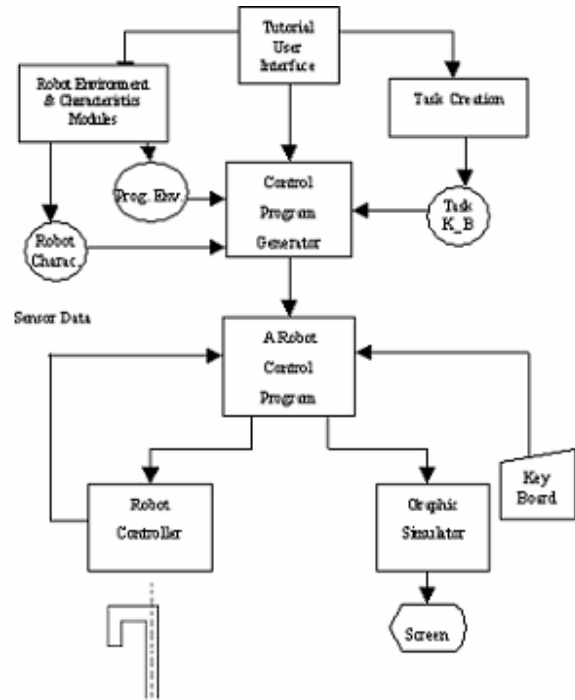 Tutorial
User
Interface
Robot Environment
& Characteristics
Modules
Task Creation
Prog. Env.
Control
Program
Generator
Task
K_B
Robot
Charac.
Sensor Data
A Robot
Control
Program
Robot
Controller
Graphic
Simulator
Key
Board
Screen